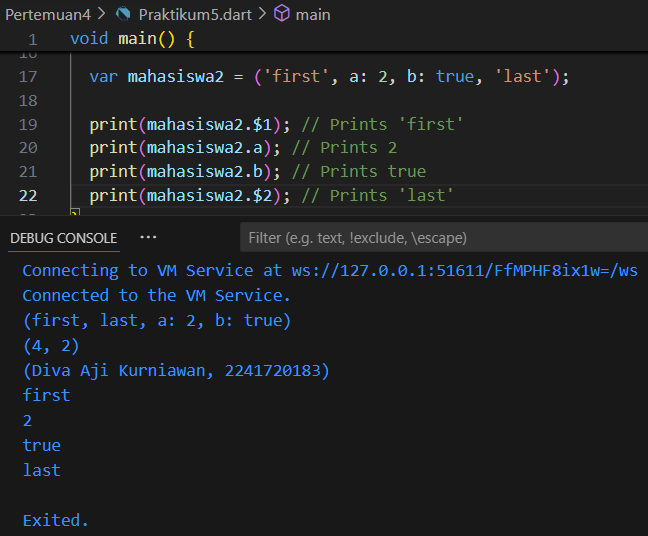 Pertemuan4 > Praktikum5.dart > main
1 void main() {
17 var mahasiswa2 = ('first', a: 2, b: true, 'last');
18
19 print(mahasiswa2.$1); // Prints 'first'
20 print(mahasiswa2.a); // Prints 2
21 print(mahasiswa2.b); // Prints true
22 print(mahasiswa2.$2); // Prints 'last'
DEBUG CONSOLE ··· Filter (e.g. text, !exclude, \escape)
Connecting to VM Service at ws://127.0.0.1:51611/FfMPHF8ix1w=/ws
Connected to the VM Service.
(first, last, a: 2, b: true)
(4, 2)
(Diva Aji Kurniawan, 2241720183)
first
2
true
last
Exited.